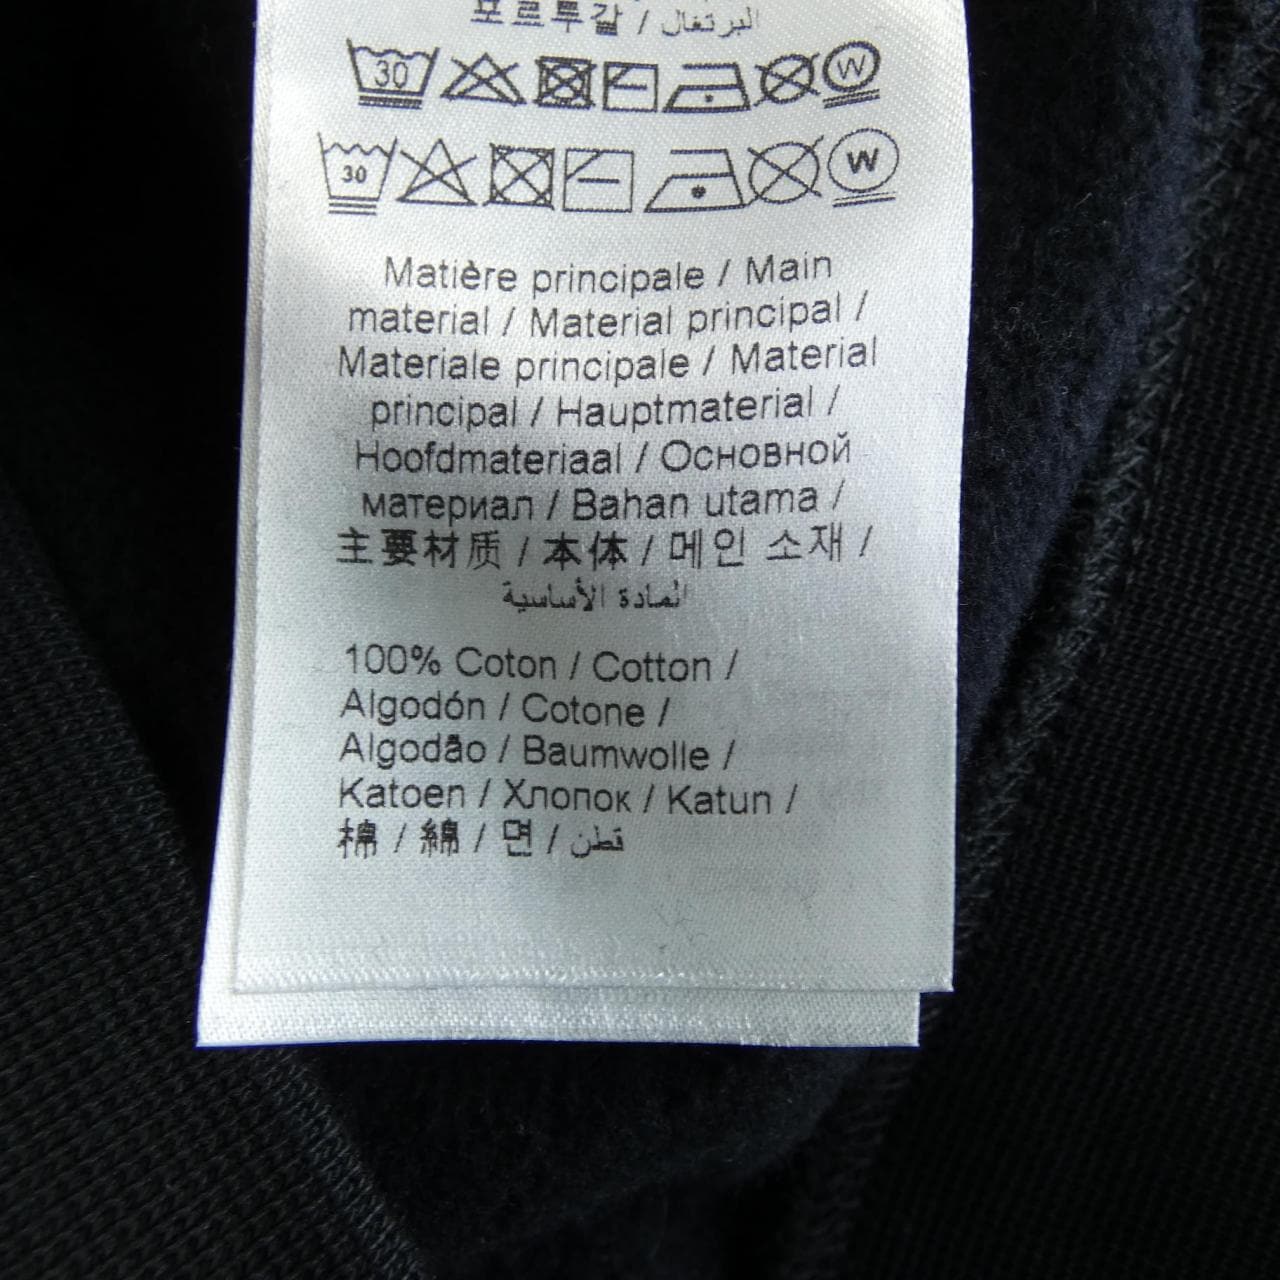 포르투갈 / البرتغال
30 W
30 W
Matière principale / Main
material / Material principal /
Materiale principale / Material
principal / Hauptmaterial /
Hoofdmateriaal / Основной
материал / Bahan utama /
主要材质 / 本体 / 메인 소재 /
المادة الأساسية
100% Coton / Cotton /
Algodón / Cotone /
Algodão / Baumwolle /
Katoen / Хлопок / Katun /
棉 / 綿 / 면 / قطن